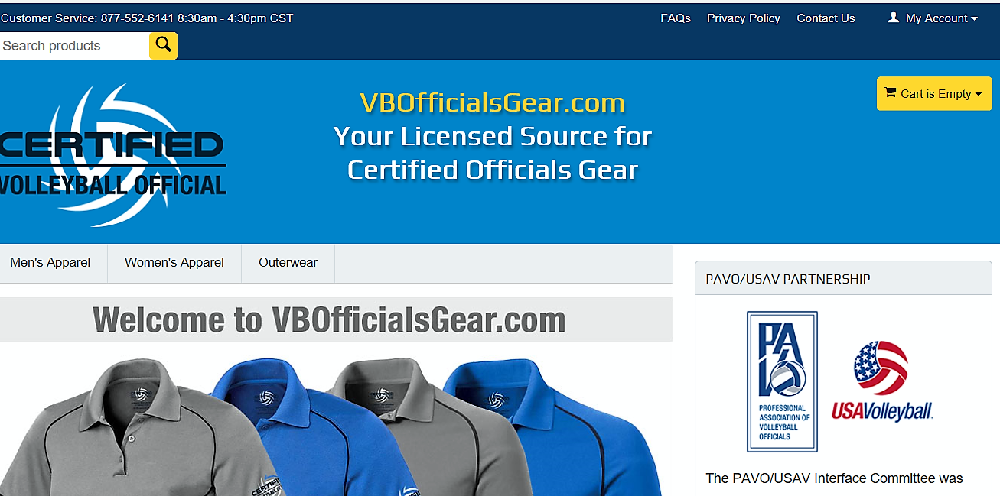 Customer Service: 877-552-6141 8:30am - 4:30pm CST
FAQs Privacy Policy Contact Us My Account
Search products
Cart is Empty
CERTIFIED
VOLLEYBALL OFFICIAL
VBOfficialsGear.com
Your Licensed Source for
Certified Officials Gear
Men's Apparel Women's Apparel Outerwear
Welcome to VBOfficialsGear.com
PAVO/USAV PARTNERSHIP
PAVO
PROFESSIONAL
ASSOCIATION OF
VOLLEYBALL
OFFICIALS
USAVolleyball.
The PAVO/USAV Interface Committee was